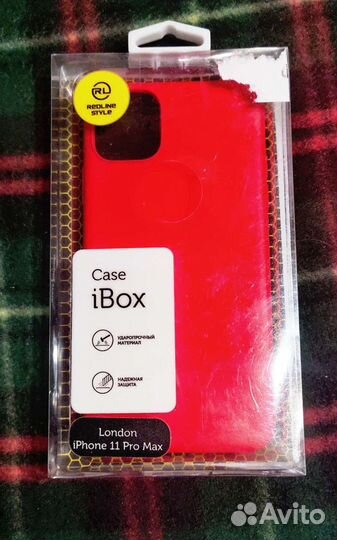 RL
REDLINE
STYLE
Case
iBox
УДАРОПРОЧНЫЙ
МАТЕРИАЛ
НАДЕЖНАЯ
ЗАЩИТА
London
iPhone 11 Pro Max
Avito